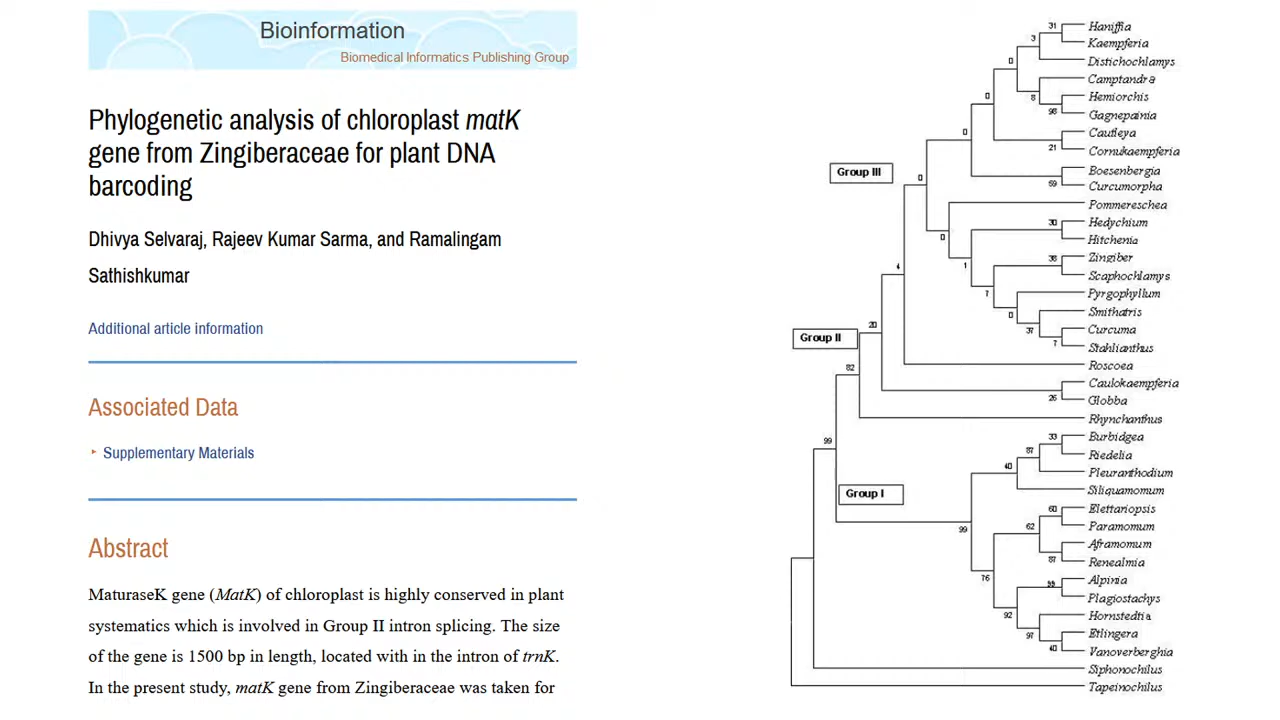 Bioinformation
Biomedical Informatics Publishing Group
Phylogenetic analysis of chloroplast matK
gene from Zingiberaceae for plant DNA
barcoding
Dhivya Selvaraj, Rajeev Kumar Sarma, and Ramalingam
Sathishkumar
Additional article information
Associated Data
Supplementary Materials
Abstract
MaturaseK gene (MatK) of chloroplast is highly conserved in plant
systematics which is involved in Group II intron splicing. The size
of the gene is 1500 bp in length, located with in the intron of trnK.
In the present study, matK gene from Zingiberaceae was taken for
31
Haniffia
3
Kaempferia
0
Distichochlamys
Camptandra
0
8
Hemiorchis
98
Gagnepainia
0
Cautleya
21
Cornukaempferia
Group III
0
Boesenbergia
59
Curcumorpha
Pommereschea
30
Hedychium
0
Hitchenia
1
38
Zingiber
4
Scaphochlamys
7
Pyrgophyllum
0
Smithatris
20
37
Curcuma
Group II
7
Stahlianthus
82
Roscoea
Caulokaempferia
26
Globba
Rhynchanthus
99
33
Burbidgea
87
Riedelia
40
Pleuranthodium
Group I
Siliquamomum
99
60
Elettariopsis
62
Paramomum
Aframomum
87
Renealmia
76
99
Alpinia
Plagiostachys
92
Hornstedtia
97
Etlingera
40
Vanoverberghia
Siphonochilus
Tapeinochilus